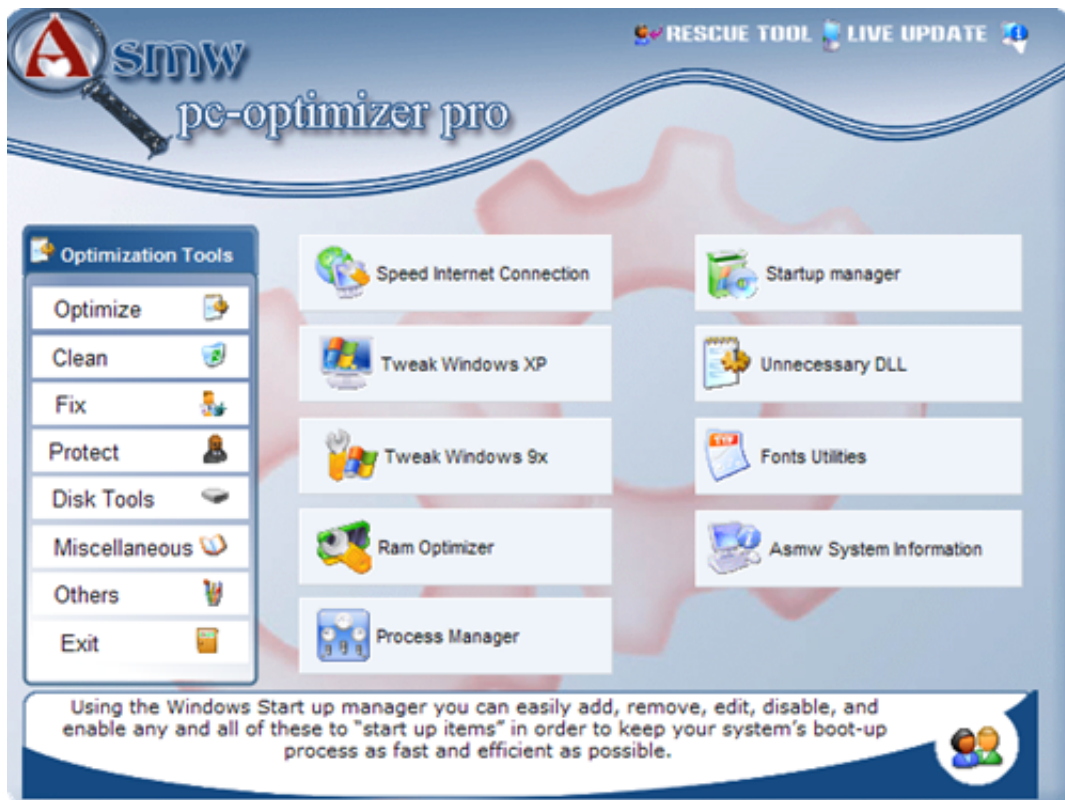 Asmw
pc-optimizer pro
RESCUE TOOL LIVE UPDATE
Optimization Tools
Optimize
Clean
Fix
Protect
Disk Tools
Miscellaneous
Others
Exit
Speed Internet Connection
Startup manager
Tweak Windows XP
Unnecessary DLL
Tweak Windows 9x
Fonts Utilities
Ram Optimizer
Asmw System Information
Process Manager
Using the Windows Start up manager you can easily add, remove, edit, disable, and
enable any and all of these to “start up items” in order to keep your system’s boot-up
process as fast and efficient as possible.